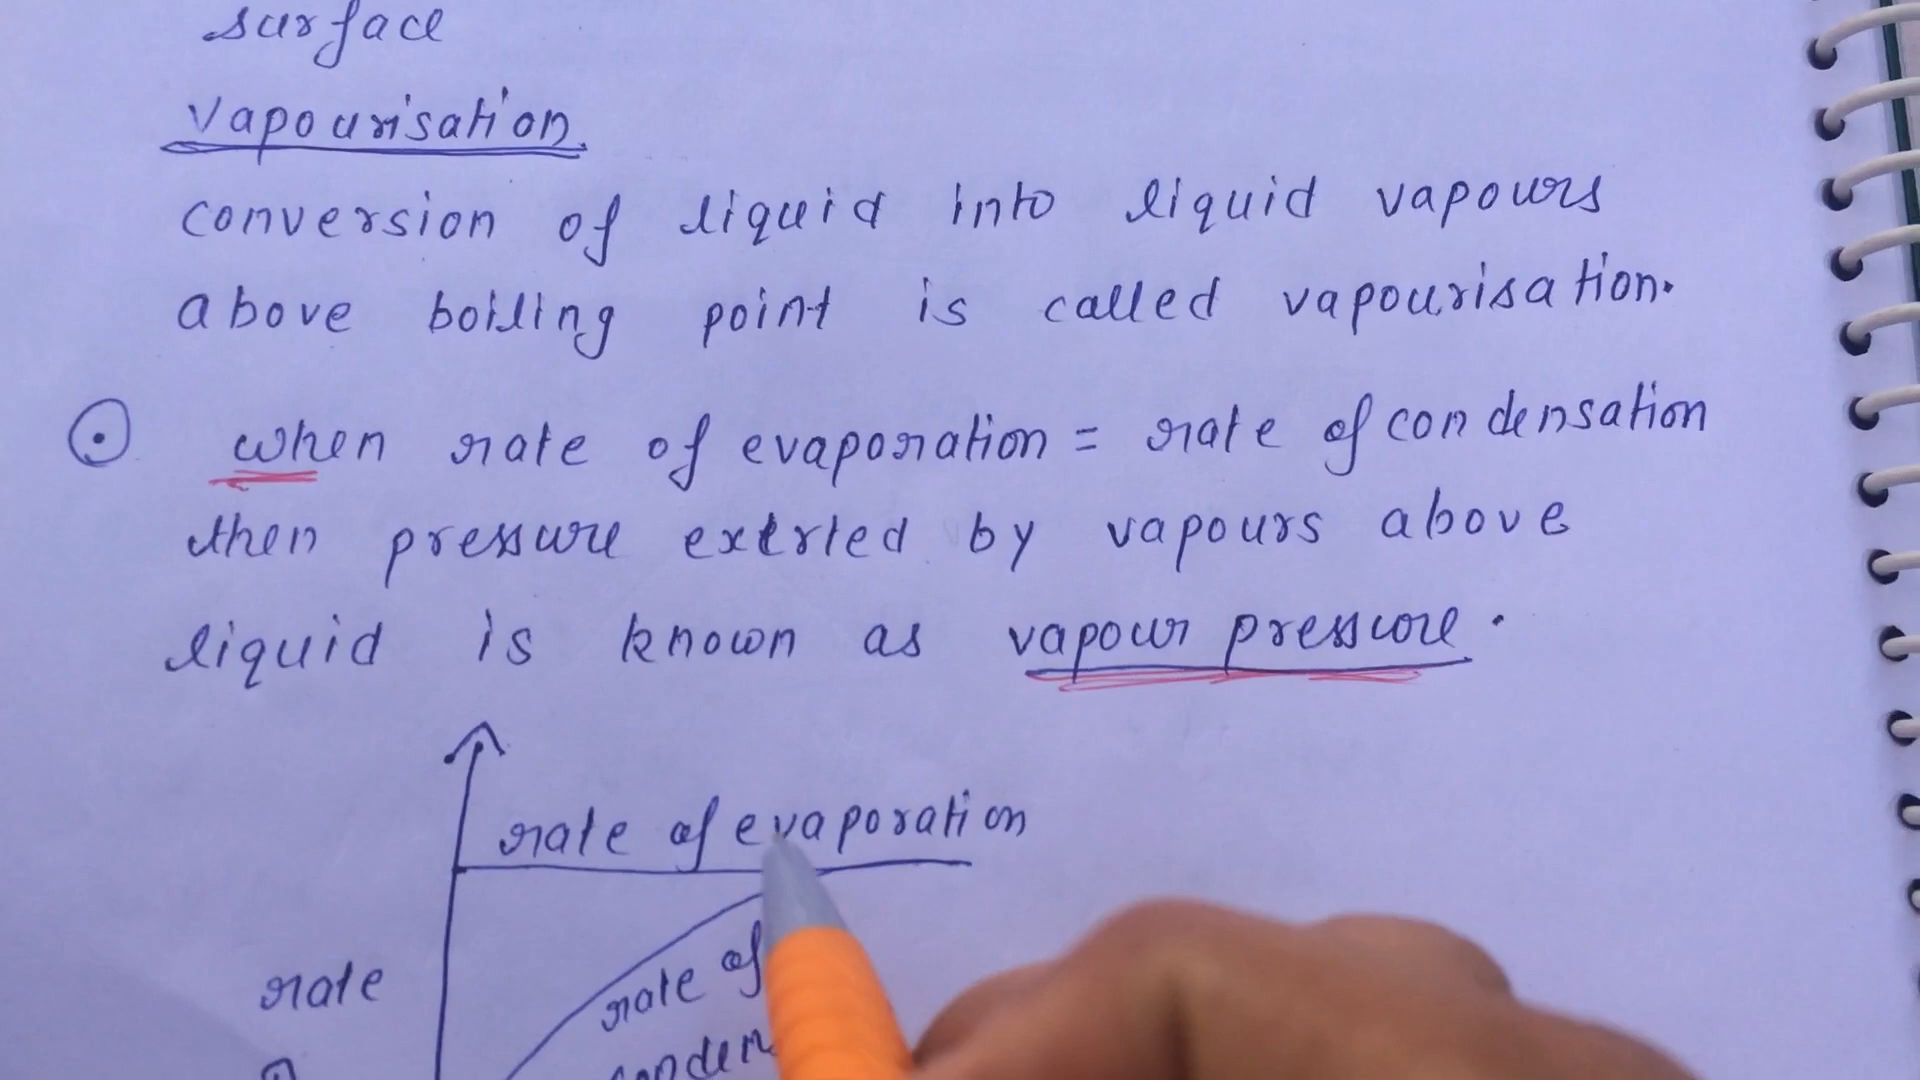 surface
vapourisation
conversion of liquid into liquid vapours
above boiling point is called vapourisation.
when rate of evaporation = rate of condensation
then pressure exerted by vapours above
liquid is known as vapour pressure.
rate of evaporation
rate
rate of
conden